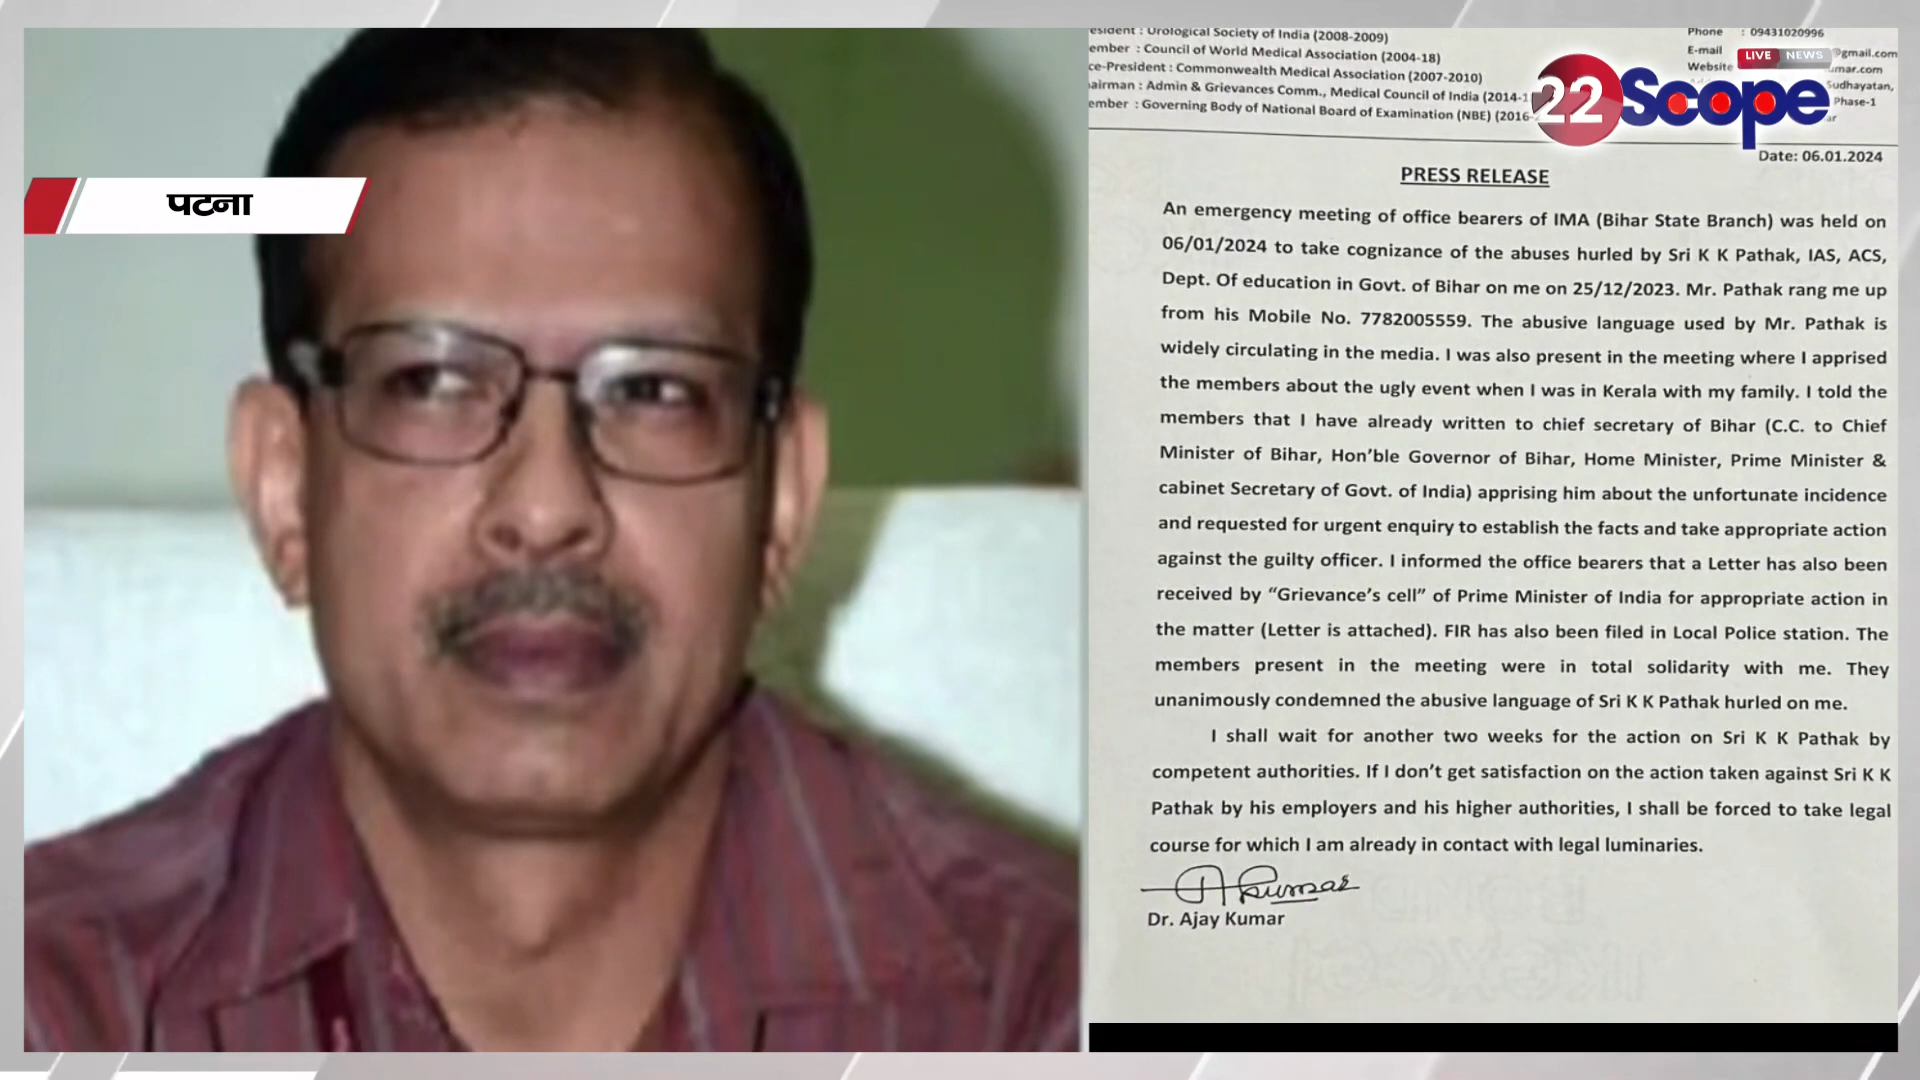 पटना
esident : Urological Society of India (2008-2009)
ember : Council of World Medical Association (2004-18)
ce-President : Commonwealth Medical Association (2007-2010)
airman : Admin & Grievances Comm., Medical Council of India (2014-1
ember : Governing Body of National Board of Examination (NBE) (2016-
Phone : 09431020996
E-mail @gmail.com
Website umar.com
Sudhayatan,
Phase-1
ar
LIVE NEWS
22Scope
Date: 06.01.2024
PRESS RELEASE
An emergency meeting of office bearers of IMA (Bihar State Branch) was held on
06/01/2024 to take cognizance of the abuses hurled by Sri K K Pathak, IAS, ACS,
Dept. Of education in Govt. of Bihar on me on 25/12/2023. Mr. Pathak rang me up
from his Mobile No. 7782005559. The abusive language used by Mr. Pathak is
widely circulating in the media. I was also present in the meeting where I apprised
the members about the ugly event when I was in Kerala with my family. I told the
members that I have already written to chief secretary of Bihar (C.C. to Chief
Minister of Bihar, Hon'ble Governor of Bihar, Home Minister, Prime Minister &
cabinet Secretary of Govt. of India) apprising him about the unfortunate incidence
and requested for urgent enquiry to establish the facts and take appropriate action
against the guilty officer. I informed the office bearers that a Letter has also been
received by “Grievance's cell” of Prime Minister of India for appropriate action in
the matter (Letter is attached). FIR has also been filed in Local Police station. The
members present in the meeting were in total solidarity with me. They
unanimously condemned the abusive language of Sri K K Pathak hurled on me.
I shall wait for another two weeks for the action on Sri K K Pathak by
competent authorities. If I don't get satisfaction on the action taken against Sri K K
Pathak by his employers and his higher authorities, I shall be forced to take legal
course for which I am already in contact with legal luminaries.
AKumar
Dr. Ajay Kumar